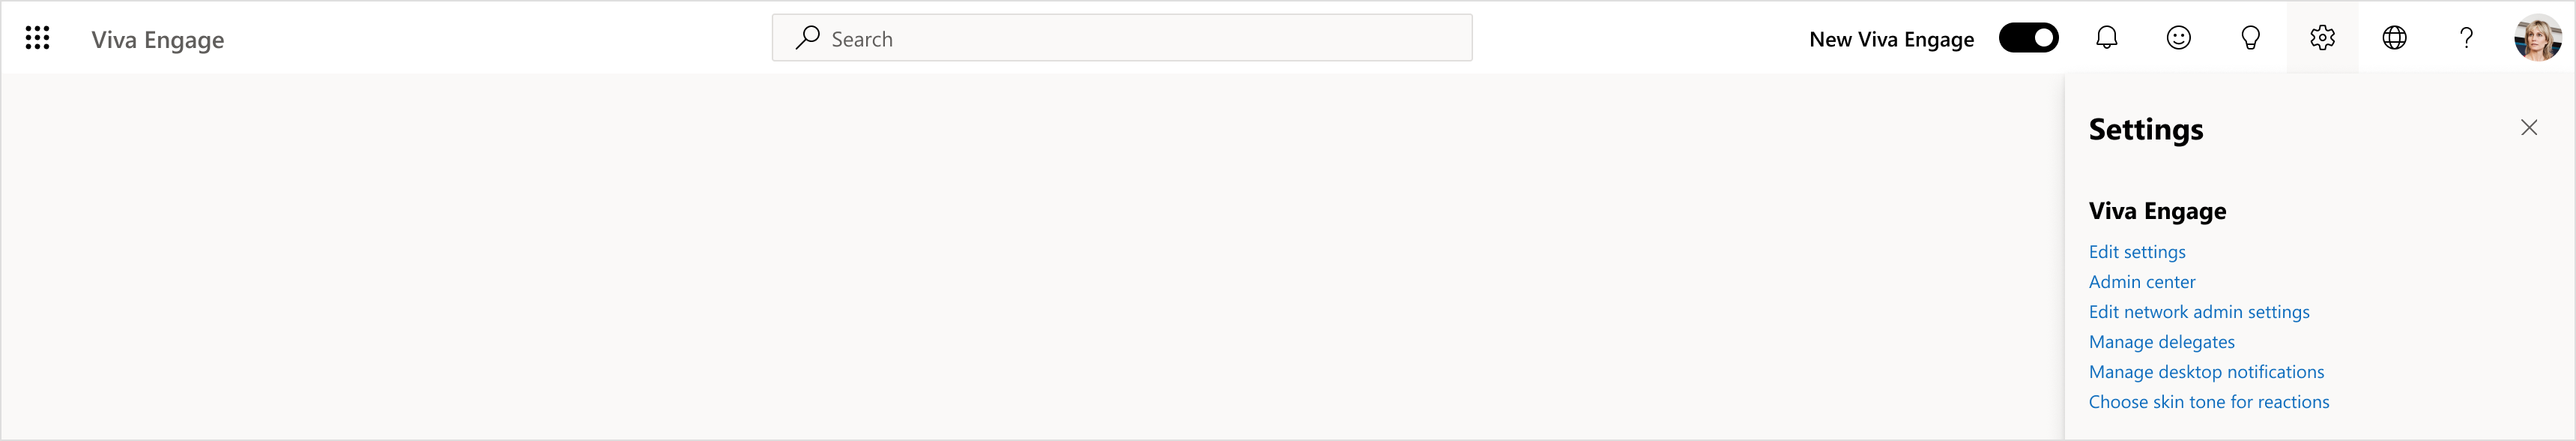 Viva Engage
Search
New Viva Engage
Settings
Viva Engage
Edit settings
Admin center
Edit network admin settings
Manage delegates
Manage desktop notifications
Choose skin tone for reactions